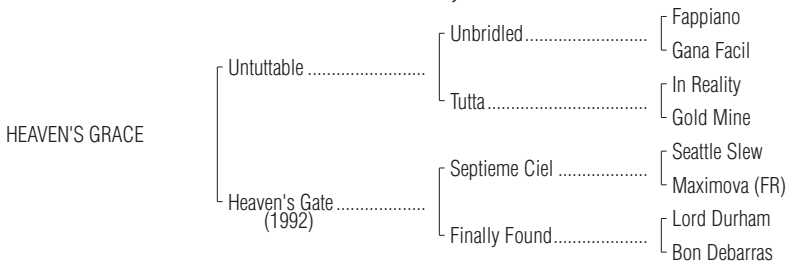 Fappiano
Unbridled..............................
Gana Facil
Untuttable .............................
In Reality
Tutta.......................................
Gold Mine
HEAVEN'S GRACE
Seattle Slew
Septieme Ciel ......................
Maximova (FR)
Heaven's Gate......................
(1992)
Lord Durham
Finally Found.......................
Bon Debarras